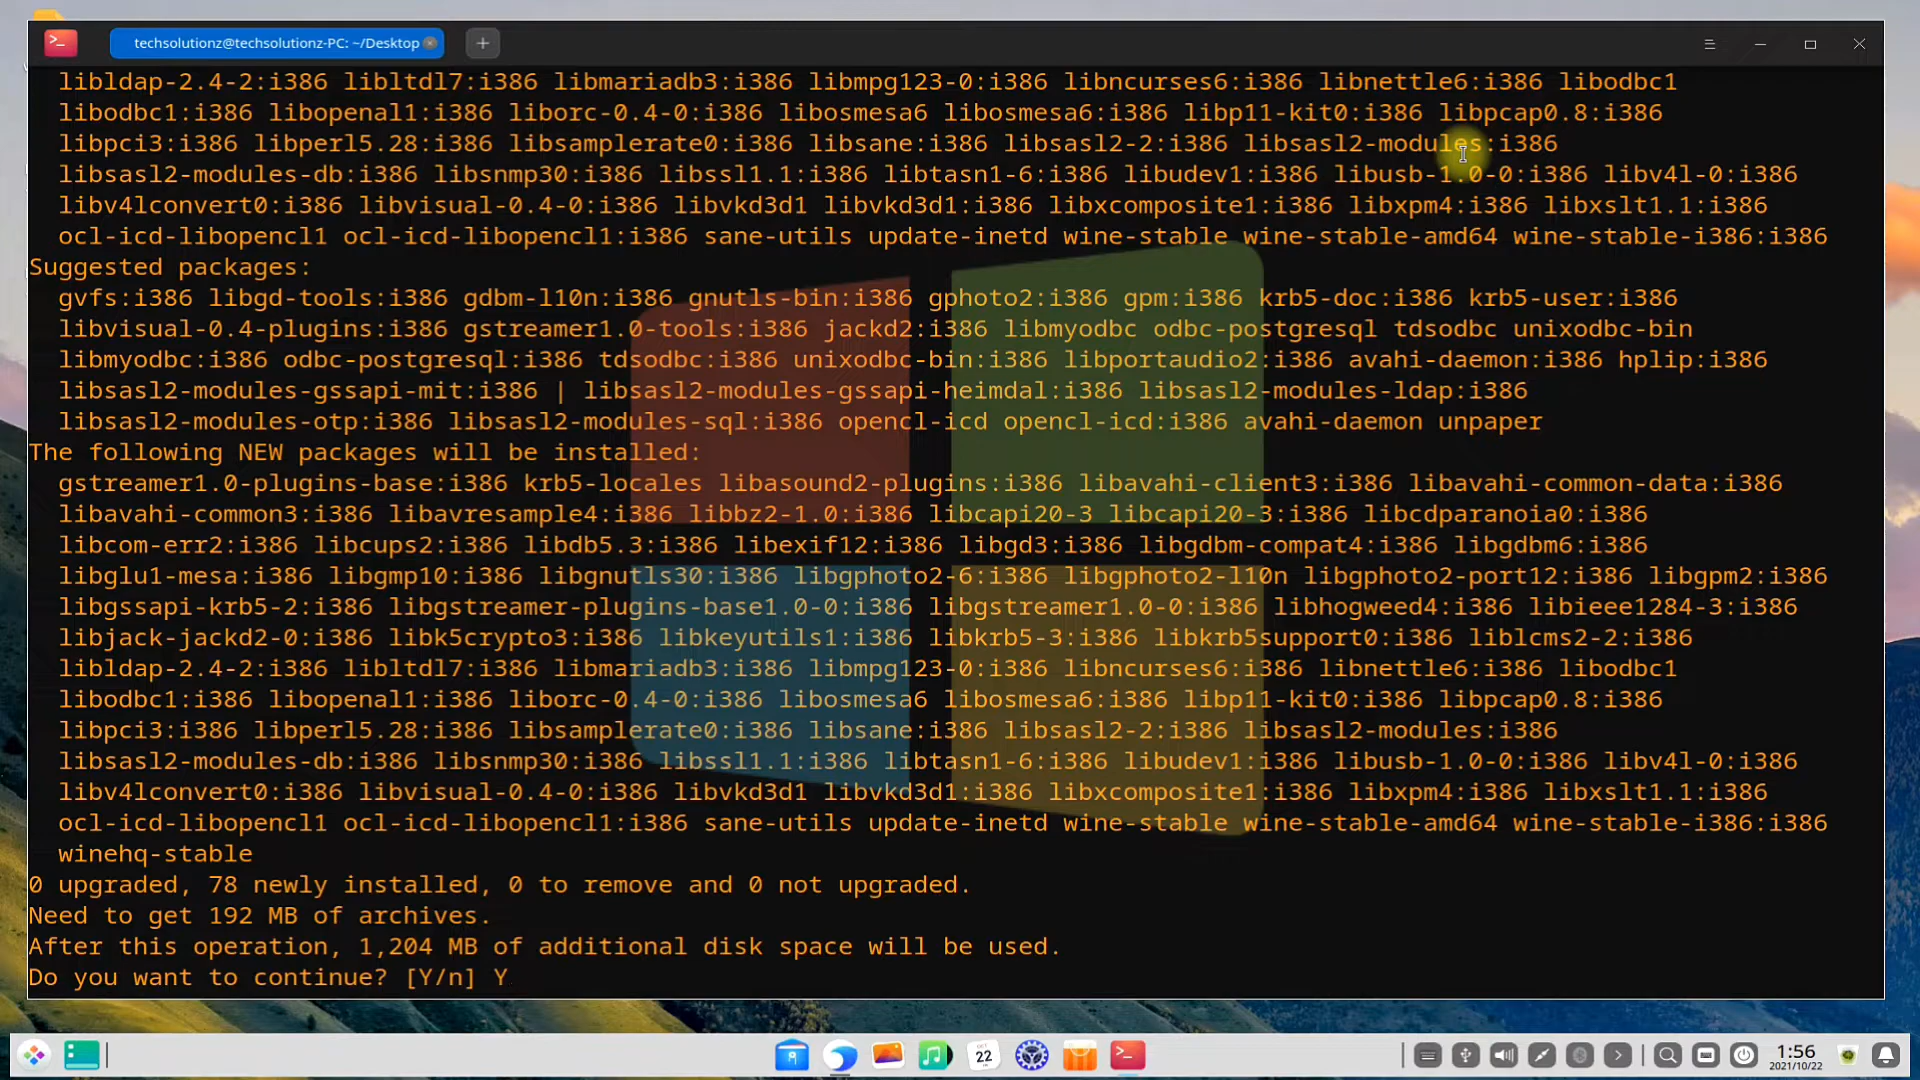 techsolutionz@techsolutionz-PC: ~/Desktop
libldap-2.4-2:i386 libltdl7:i386 libmariadb3:i386 libmpg123-0:i386 libncurses6:i386 libnettle6:i386 libodbc1
libodbc1:i386 libopenal1:i386 liborc-0.4-0:i386 libosmesa6 libosmesa6:i386 libp11-kit0:i386 libpcap0.8:i386
libpci3:i386 libperl5.28:i386 libsamplerate0:i386 libsane:i386 libsasl2-2:i386 libsasl2-modules:i386
libsasl2-modules-db:i386 libsnmp30:i386 libssl1.1:i386 libtasn1-6:i386 libudev1:i386 libusb-1.0-0:i386 libv4l-0:i386
libv4lconvert0:i386 libvisual-0.4-0:i386 libvkd3d1 libvkd3d1:i386 libxcomposite1:i386 libxpm4:i386 libxslt1.1:i386
ocl-icd-libopencl1 ocl-icd-libopencl1:i386 sane-utils update-inetd wine-stable wine-stable-amd64 wine-stable-i386:i386
Suggested packages:
gvfs:i386 libgd-tools:i386 gdbm-l10n:i386 gnutls-bin:i386 gphoto2:i386 gpm:i386 krb5-doc:i386 krb5-user:i386
libvisual-0.4-plugins:i386 gstreamer1.0-tools:i386 jackd2:i386 libmyodbc odbc-postgresql tdsodbc unixodbc-bin
libmyodbc:i386 odbc-postgresql:i386 tdsodbc:i386 unixodbc-bin:i386 libportaudio2:i386 avahi-daemon:i386 hplip:i386
libsasl2-modules-gssapi-mit:i386 | libsasl2-modules-gssapi-heimdal:i386 libsasl2-modules-ldap:i386
libsasl2-modules-otp:i386 libsasl2-modules-sql:i386 opencl-icd opencl-icd:i386 avahi-daemon unpaper
The following NEW packages will be installed:
gstreamer1.0-plugins-base:i386 krb5-locales libasound2-plugins:i386 libavahi-client3:i386 libavahi-common-data:i386
libavahi-common3:i386 libavresample4:i386 libbz2-1.0:i386 libcapi20-3 libcapi20-3:i386 libcdparanoia0:i386
libcom-err2:i386 libcups2:i386 libdb5.3:i386 libexif12:i386 libgd3:i386 libgdbm-compat4:i386 libgdbm6:i386
libglu1-mesa:i386 libgmp10:i386 libgnutls30:i386 libgphoto2-6:i386 libgphoto2-l10n libgphoto2-port12:i386 libgpm2:i386
libgssapi-krb5-2:i386 libgstreamer-plugins-base1.0-0:i386 libgstreamer1.0-0:i386 libhogweed4:i386 libieee1284-3:i386
libjack-jackd2-0:i386 libk5crypto3:i386 libkeyutils1:i386 libkrb5-3:i386 libkrb5support0:i386 liblcms2-2:i386
libldap-2.4-2:i386 libltdl7:i386 libmariadb3:i386 libmpg123-0:i386 libncurses6:i386 libnettle6:i386 libodbc1
libodbc1:i386 libopenal1:i386 liborc-0.4-0:i386 libosmesa6 libosmesa6:i386 libp11-kit0:i386 libpcap0.8:i386
libpci3:i386 libperl5.28:i386 libsamplerate0:i386 libsane:i386 libsasl2-2:i386 libsasl2-modules:i386
libsasl2-modules-db:i386 libsnmp30:i386 libssl1.1:i386 libtasn1-6:i386 libudev1:i386 libusb-1.0-0:i386 libv4l-0:i386
libv4lconvert0:i386 libvisual-0.4-0:i386 libvkd3d1 libvkd3d1:i386 libxcomposite1:i386 libxpm4:i386 libxslt1.1:i386
ocl-icd-libopencl1 ocl-icd-libopencl1:i386 sane-utils update-inetd wine-stable wine-stable-amd64 wine-stable-i386:i386
winehq-stable
0 upgraded, 78 newly installed, 0 to remove and 0 not upgraded.
Need to get 192 MB of archives.
After this operation, 1,204 MB of additional disk space will be used.
Do you want to continue? [Y/n] Y
22
1:56
2021/10/22